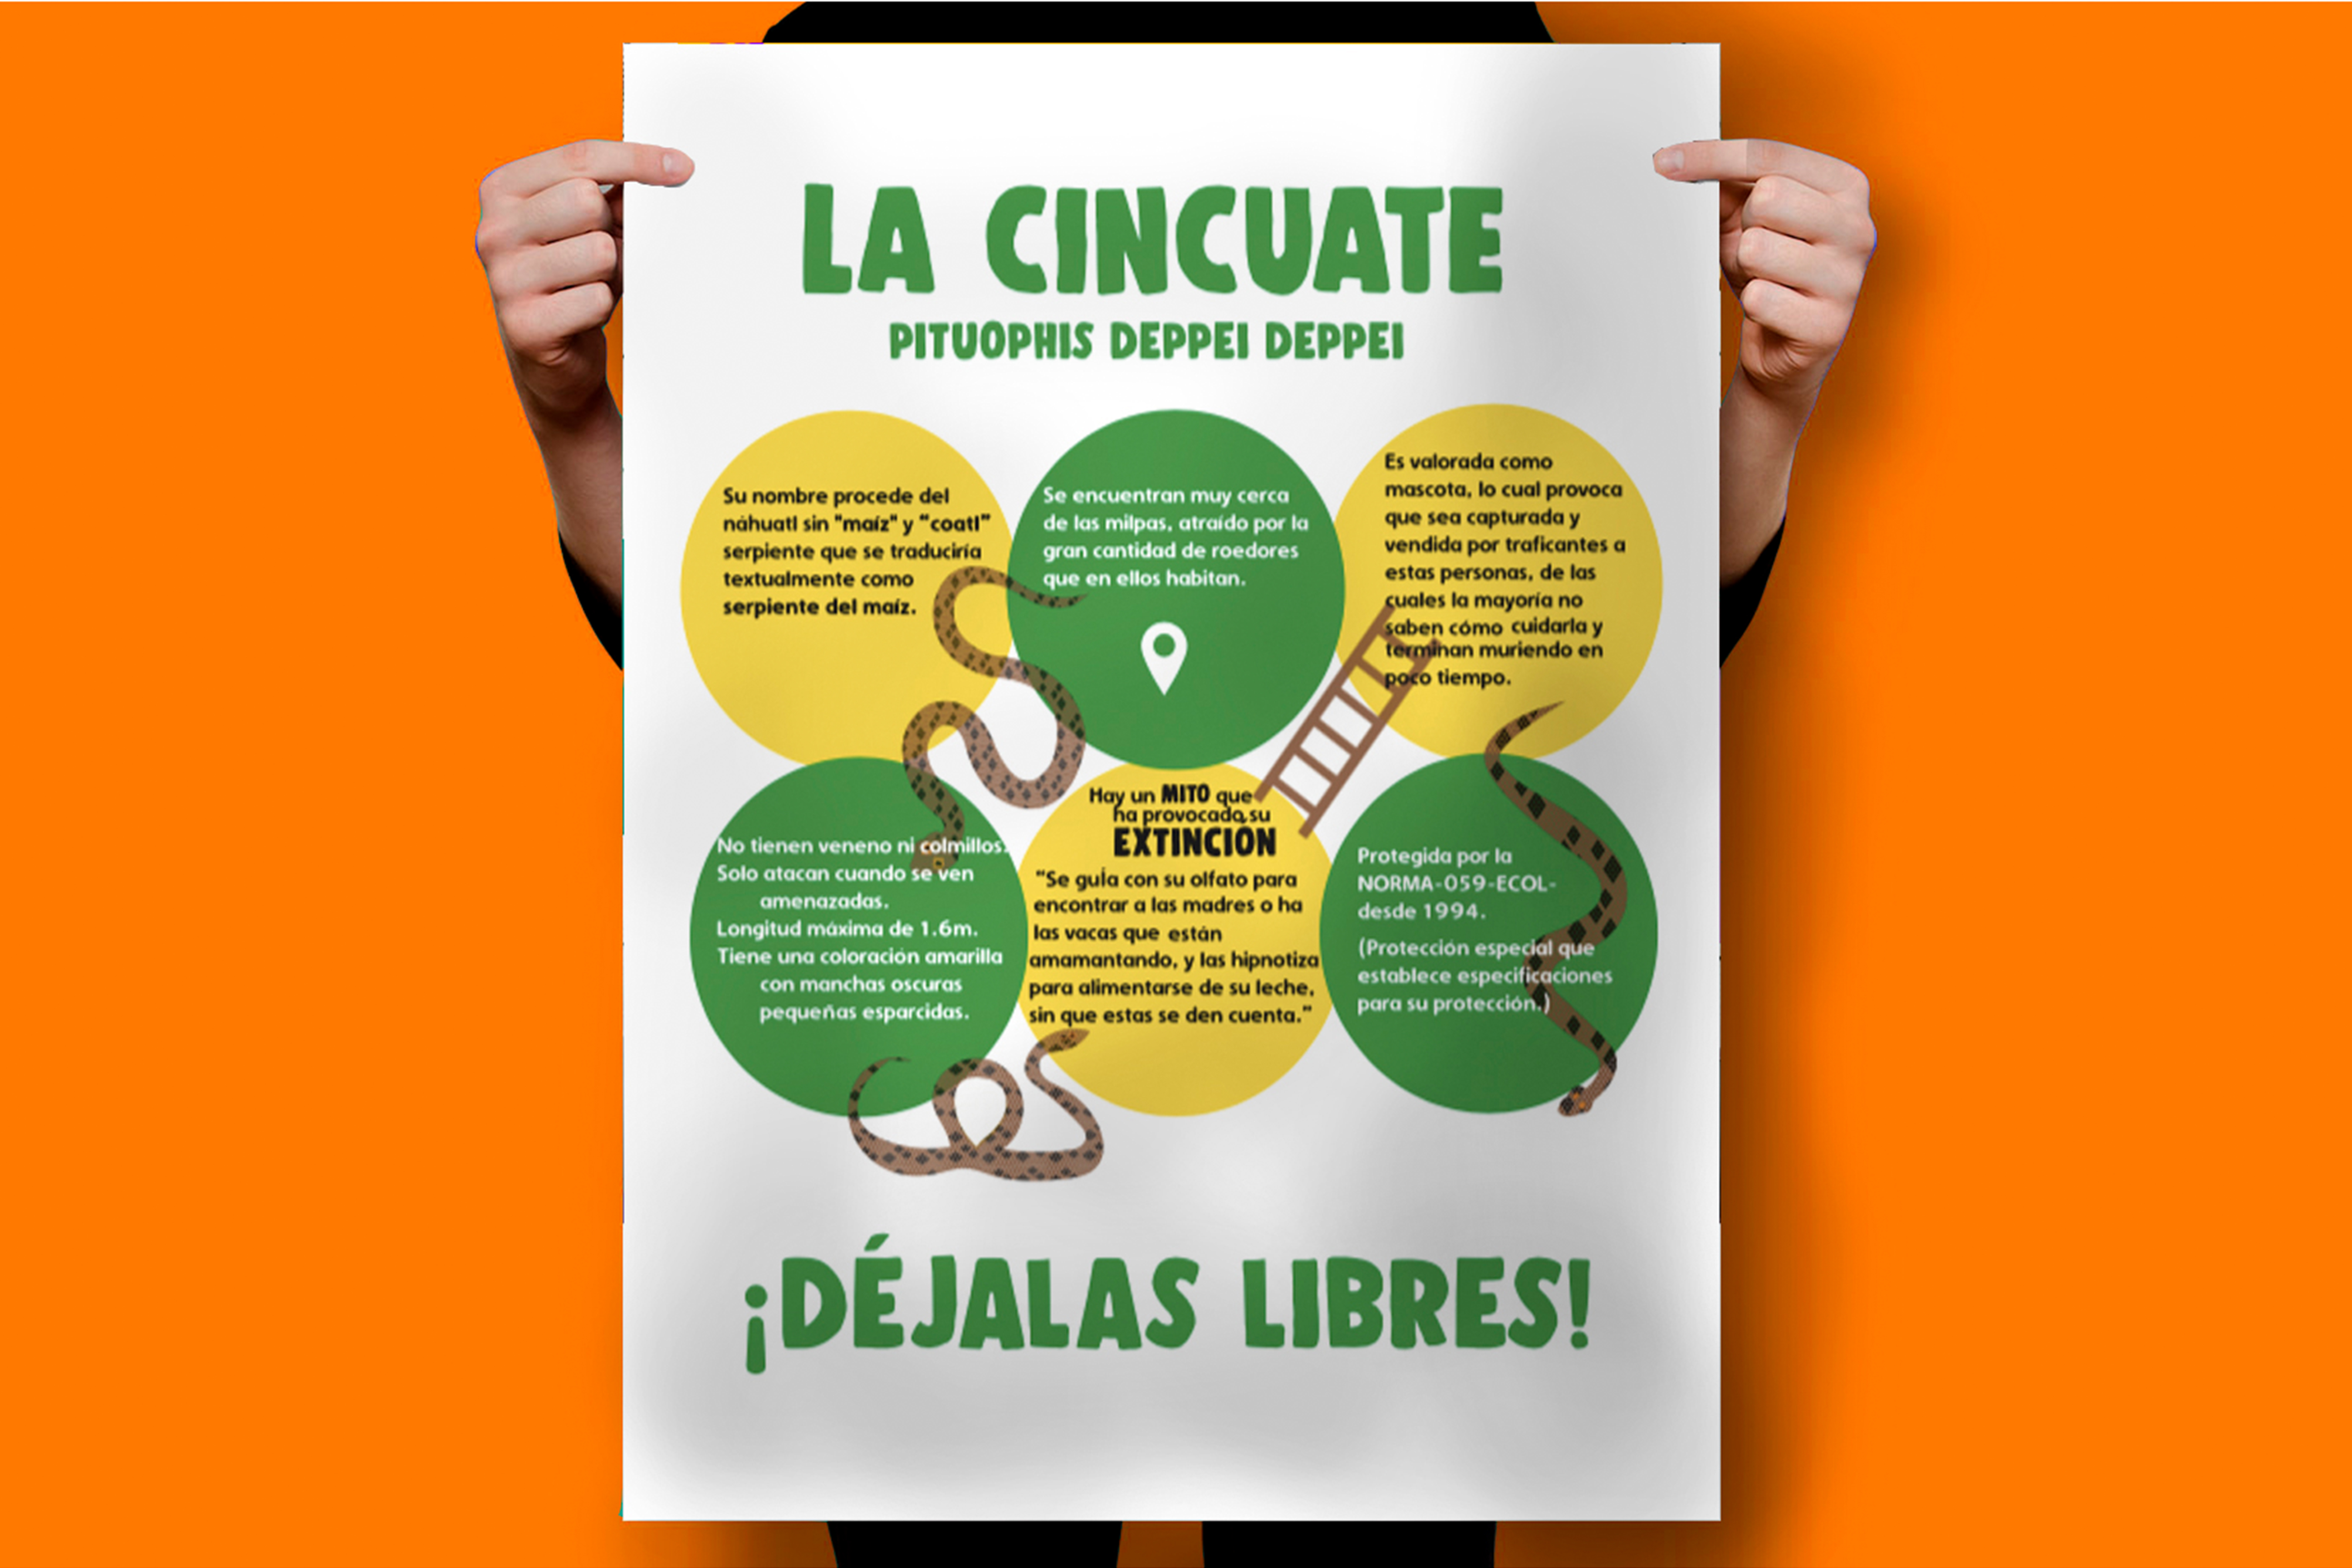 LA CINCUATE
PITUOPHIS DEPPEI DEPPEI
Su nombre procede del
náhuatl sin "maíz" y “coatl”
serpiente que se traduciría
textualmente como
serpiente del maíz.
Se encuentran muy cerca
de las milpas, atraído por la
gran cantidad de roedores
que en ellos habitan.
Es valorada como
mascota, lo cual provoca
que sea capturada y
vendida por traficantes a
estas personas, de las
cuales la mayoría no
saben cómo cuidarla y
terminan muriendo en
poco tiempo.
No tienen veneno ni colmillos.
Solo atacan cuando se ven
amenazadas.
Longitud máxima de 1.6m.
Tiene una coloración amarilla
con manchas oscuras
pequeñas esparcidas.
Hay un MITO que
ha provocado su
EXTINCIÓN
“Se guía con su olfato para
encontrar a las madres o ha
las vacas que están
amamantando, y las hipnotiza
para alimentarse de su leche,
sin que estas se den cuenta.”
Protegida por la
NORMA-059-ECOL-
desde 1994.
(Protección especial que
establece especificaciones
para su protección.)
¡DÉJALAS LIBRES!